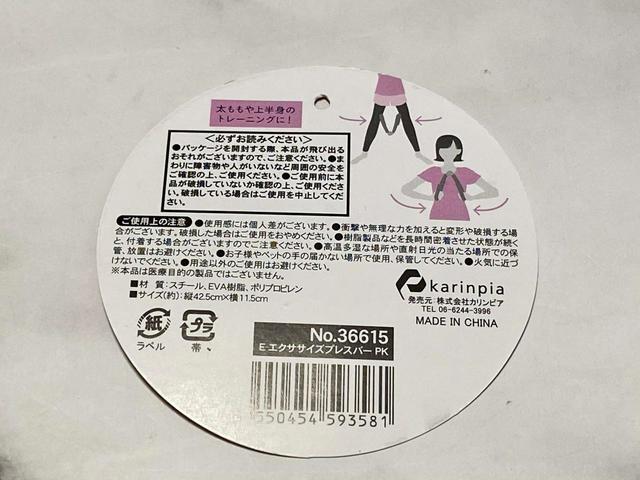 太ももや上半身の
トレーニングに！
＜必ずお読みください＞
●パッケージを開封する際、本品が飛び出る
おそれがございますので、ご注意ください。●ま
わりに障害物や人がいないなど周囲の安全を
ご確認の上、ご使用ください。●ご使用前に本
品が破損していないか確認の上、ご使用くださ
い。破損している場合はご使用を中止してくだ
さい。
ご使用上の注意 ●使用感には個人差がございます。●衝撃や無理な力を加えると変形や破損する場
合がございます。破損した場合はご使用をおやめください。●樹脂製品などを長時間密着させた状態が続く
と、付着する場合がございますのでご注意ください。●高温多湿な場所や直射日光の当たる場所での保
管、放置はお避けください。●お子様やペットの手の届かない場所で使用、保管してください。●火気に近づ
けないでください。●用途以外のご使用はお避けください。
※本品は医療目的の製品ではございません。
■材 質：スチール、EVA樹脂、ポリプロピレン
■サイズ(約)：縦42.5cm×横11.5cm
karinpia
発売元：株式会社カリンピア
TEL 06-6244-3996
MADE IN CHINA
紙
ラベル
プラ
帯、
No.36615
E-エクササイズプレスバー PK
550454 593581